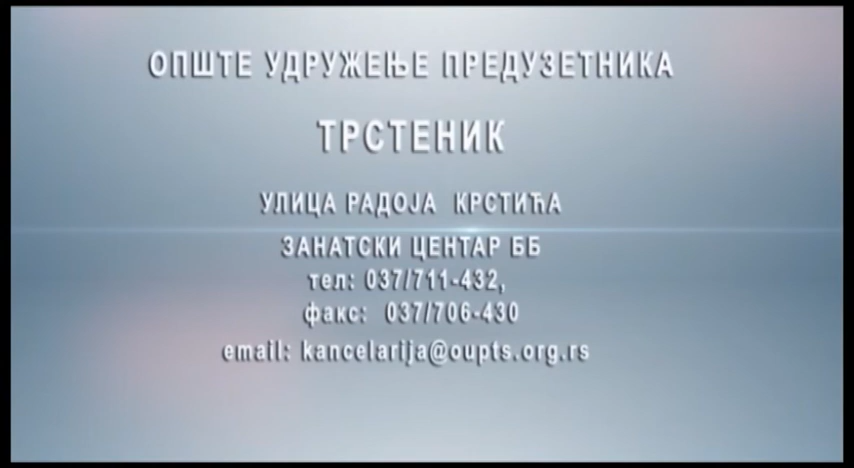 ОПШТЕ УДРУЖЕЊЕ ПРЕДУЗЕТНИКА
ТРСТЕНИК
УЛИЦА РАДОЈА КРСТИЋА
ЗАНАТСКИ ЦЕНТАР ББ
тел: 037/711-432,
факс: 037/706-430
email: kancelarija@oupts.org.rs